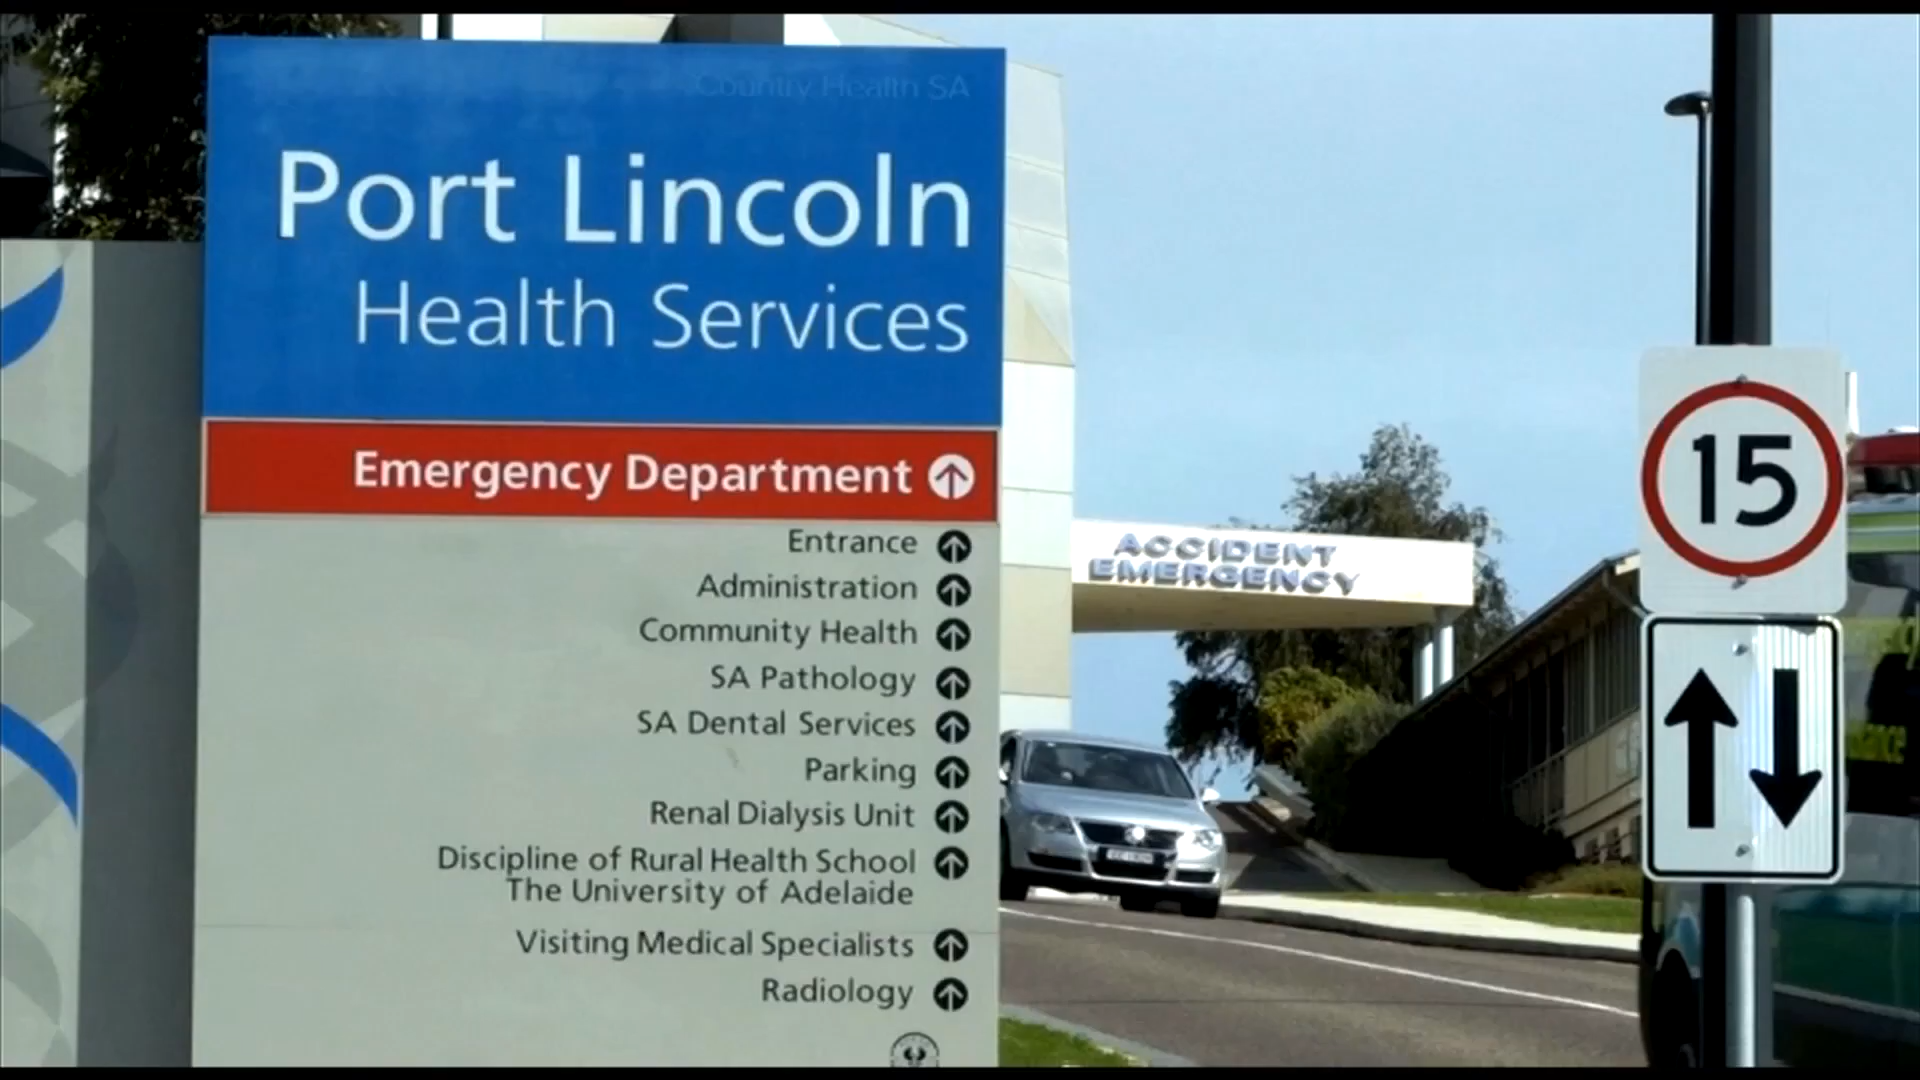 Country Health SA
Port Lincoln
Health Services
Emergency Department
Entrance
Administration
Community Health
SA Pathology
SA Dental Services
Parking
Renal Dialysis Unit
Discipline of Rural Health School
The University of Adelaide
Visiting Medical Specialists
Radiology
ACCIDENT
EMERGENCY
15